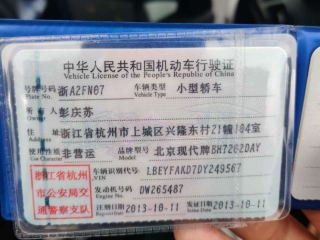 中华人民共和国机动车行驶证
Vehicle License of the People's Republic of China
号牌号码 浙A2FN07 车辆类型 小型轿车
Plate No. Vehicle Type
所有人 彭庆苏
Owner
住址 浙江省杭州市上城区兴隆东村21幢104室
Address
使用性质 非营运 品牌型号 北京现代牌BH7202DAY
Use Character Model
浙江省杭州市公安局交通警察支队
车辆识别代号 LBEYFAKD7DY249567
VIN
发动机号码 DW265487
Engine No.
注册日期 2013-10-11 发证日期 2013-10-11
Register Date Issue Date